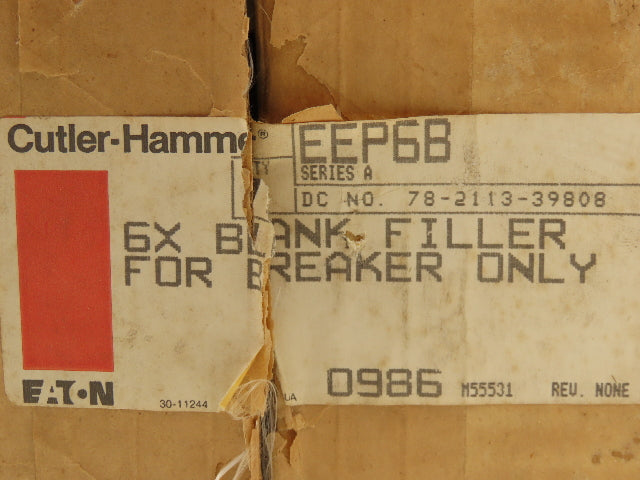 Cutler-Hamme®
EEP6B
SERIES A
DC NO. 78-2113-39808
6X BLANK FILLER
FOR BREAKER ONLY
EATON
30-11244
0986 M55531 REV. NONE